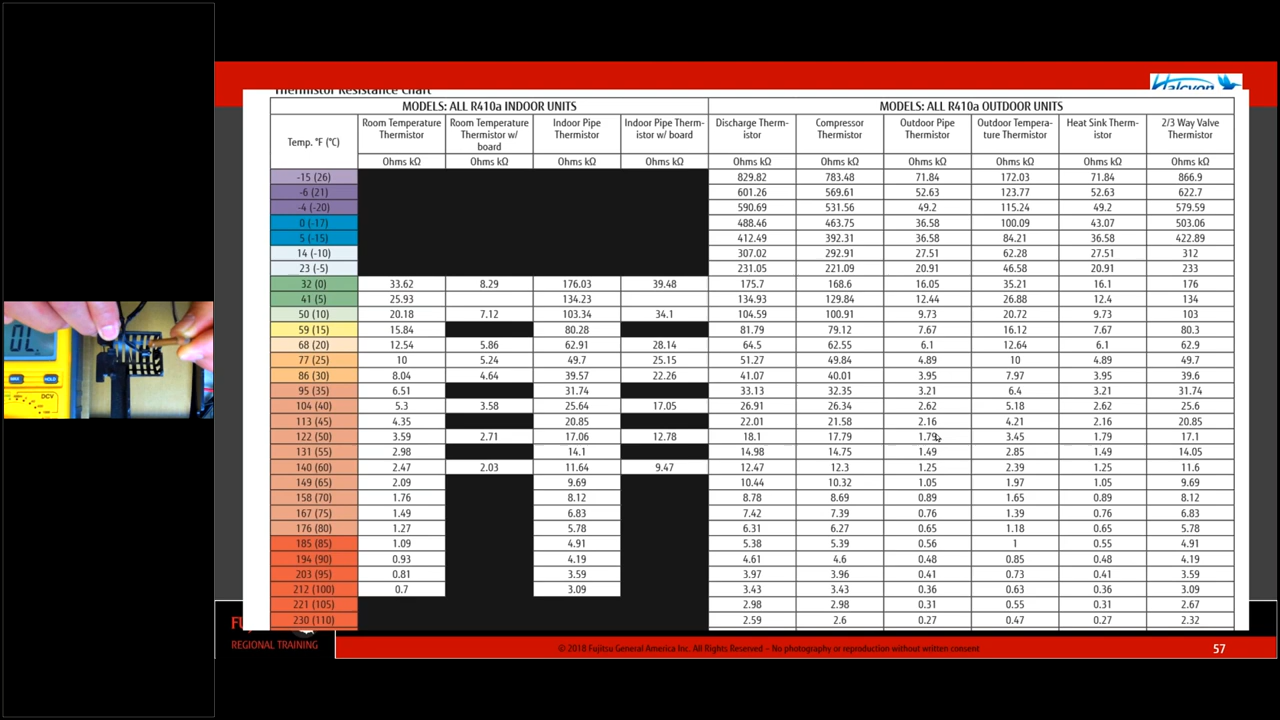 Thermistor Resistance Chart
Halcyon
MODELS: ALL R410a INDOOR UNITS MODELS: ALL R410a OUTDOOR UNITS
Temp. °F (°C) Room Temperature Thermistor Room Temperature Thermistor w/ board Indoor Pipe Thermistor Indoor Pipe Therm-istor w/ board Discharge Therm-istor Compressor Thermistor Outdoor Pipe Thermistor Outdoor Tempera-ture Thermistor Heat Sink Therm-istor 2/3 Way Valve Thermistor
Ohms kΩ Ohms kΩ Ohms kΩ Ohms kΩ Ohms kΩ Ohms kΩ Ohms kΩ Ohms kΩ Ohms kΩ Ohms kΩ
-15 (26) 829.82 783.48 71.84 172.03 71.84 866.9
-6 (21) 601.26 569.61 52.63 123.77 52.63 622.7
-4 (-20) 590.69 531.56 49.2 115.24 49.2 579.59
0 (-17) 488.46 463.75 36.58 100.09 43.07 503.06
5 (-15) 412.49 392.31 36.58 84.21 36.58 422.89
14 (-10) 307.02 292.91 27.51 62.28 27.51 312
23 (-5) 231.05 221.09 20.91 46.58 20.91 233
32 (0) 33.62 8.29 176.03 39.48 175.7 168.6 16.05 35.21 16.1 176
41 (5) 25.93 134.23 134.93 129.84 12.44 26.88 12.4 134
50 (10) 20.18 7.12 103.34 34.1 104.59 100.91 9.73 20.72 9.73 103
59 (15) 15.84 80.28 81.79 79.12 7.67 16.12 7.67 80.3
68 (20) 12.54 5.86 62.91 28.14 64.5 62.55 6.1 12.64 6.1 62.9
77 (25) 10 5.24 49.7 25.15 51.27 49.84 4.89 10 4.89 49.7
86 (30) 8.04 4.64 39.57 22.26 41.07 40.01 3.95 7.97 3.95 39.6
95 (35) 6.51 31.74 33.13 32.35 3.21 6.4 3.21 31.74
104 (40) 5.3 3.58 25.64 17.05 26.91 26.34 2.62 5.18 2.62 25.6
113 (45) 4.35 20.85 22.01 21.58 2.16 4.21 2.16 20.85
122 (50) 3.59 2.71 17.06 12.78 18.1 17.79 1.79 3.45 1.79 17.1
131 (55) 2.98 14.1 14.98 14.75 1.49 2.85 1.49 14.05
140 (60) 2.47 2.03 11.64 9.47 12.47 12.3 1.25 2.39 1.25 11.6
149 (65) 2.09 9.69 10.44 10.32 1.05 1.97 1.05 9.69
158 (70) 1.76 8.12 8.78 8.69 0.89 1.65 0.89 8.12
167 (75) 1.49 6.83 7.42 7.39 0.76 1.39 0.76 6.83
176 (80) 1.27 5.78 6.31 6.27 0.65 1.18 0.65 5.78
185 (85) 1.09 4.91 5.38 5.39 0.56 1 0.55 4.91
194 (90) 0.93 4.19 4.61 4.6 0.48 0.85 0.48 4.19
203 (95) 0.81 3.59 3.97 3.96 0.41 0.73 0.41 3.59
212 (100) 0.7 3.09 3.43 3.43 0.36 0.63 0.36 3.09
221 (105) 2.98 2.98 0.31 0.55 0.31 2.67
230 (110) 2.59 2.6 0.27 0.47 0.27 2.32
OL
MAX HOLD
DCV
FU
REGIONAL TRAINING
© 2018 Fujitsu General America Inc. All Rights Reserved – No photography or reproduction without written consent
57